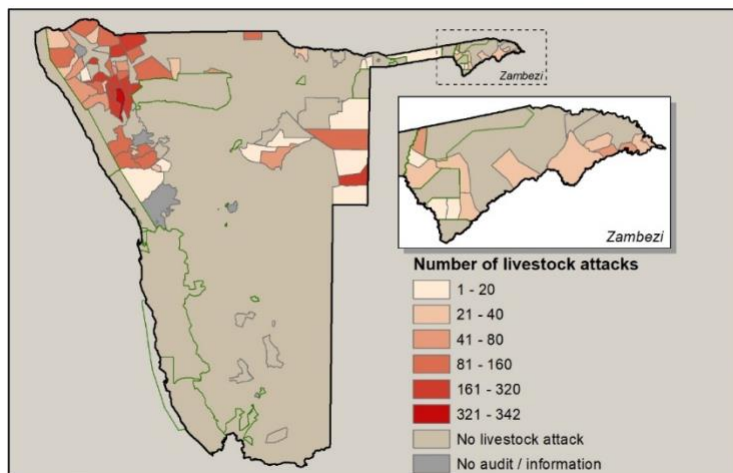 Zambezi
Zambezi
Number of livestock attacks
1 - 20
21 - 40
41 - 80
81 - 160
161 - 320
321 - 342
No livestock attack
No audit / information